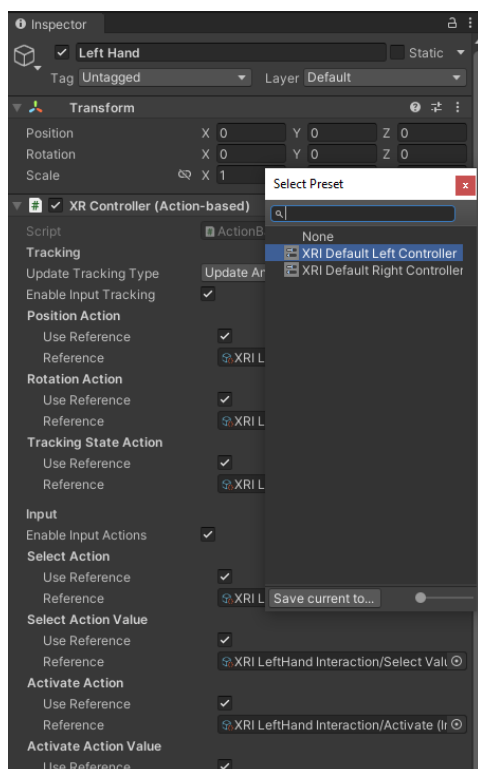 Inspector
Left Hand
Static
Tag Untagged Layer Default
Transform
Position X 0 Y 0 Z 0
Rotation X 0 Y 0 Z 0
Scale X 1
Select Preset
x
XR Controller (Action-based)
None
XRI Default Left Controller
XRI Default Right Controller
Script ActionB
Tracking
Update Tracking Type Update An
Enable Input Tracking
Position Action
Use Reference
Reference XRI L
Rotation Action
Use Reference
Reference XRI L
Tracking State Action
Use Reference
Reference XRI L
Input
Enable Input Actions
Select Action
Use Reference
Reference XRI L
Save current to...
Select Action Value
Use Reference
Reference XRI LeftHand Interaction/Select Valu
Activate Action
Use Reference
Reference XRI LeftHand Interaction/Activate (In
Activate Action Value
Use Reference